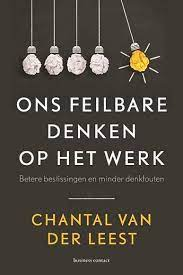 ONS FEILBARE
DENKEN
OP HET WERK
Betere beslissingen en minder denkfouten
CHANTAL VAN
DER LEEST
business contact